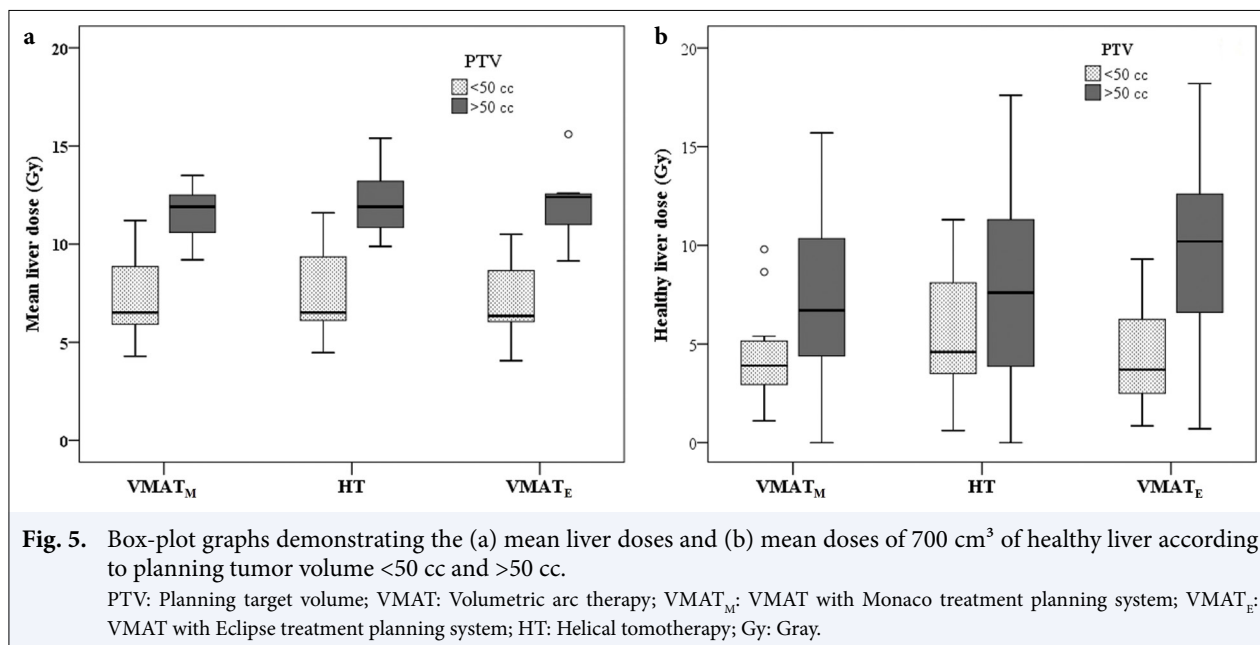 a
20
15
10
5
0
Mean liver dose (Gy)
PTV
<50 cc
>50 cc
VMATM
HT
VMATE
b
20
15
10
5
0
Healthy liver dose (Gy)
PTV
<50 cc
>50 cc
VMATM
HT
VMATE
Fig. 5. Box-plot graphs demonstrating the (a) mean liver doses and (b) mean doses of 700 cm³ of healthy liver according
to planning tumor volume <50 cc and >50 cc.
PTV: Planning target volume; VMAT: Volumetric arc therapy; VMATM: VMAT with Monaco treatment planning system; VMATE:
VMAT with Eclipse treatment planning system; HT: Helical tomotherapy; Gy: Gray.